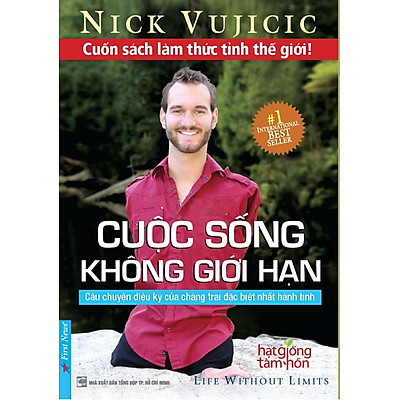 NICK VUJICIC
Cuốn sách làm thức tỉnh thế giới!
#1
INTERNATIONAL
BEST
SELLER
CUỘC SỐNG
KHÔNG GIỚI HẠN
Câu chuyện diệu kỳ của chàng trai đặc biệt nhất hành tinh
hạt giống
tâm hồn
First News
NHÀ XUẤT BẢN TỔNG HỢP TP. HỒ CHÍ MINH
LIFE WITHOUT LIMITS